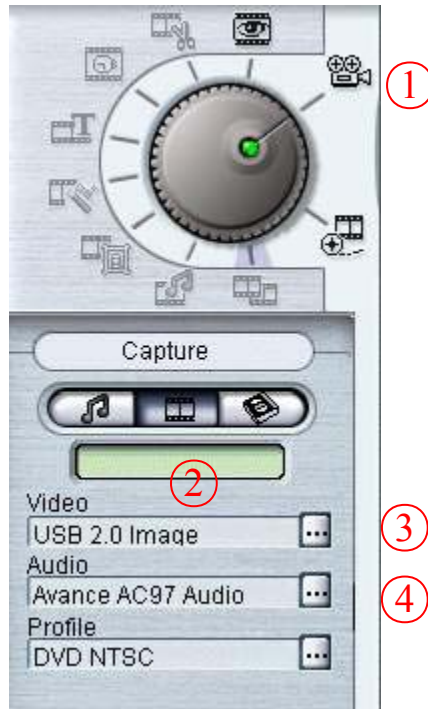 ①
Capture
②
Video
USB 2.0 Image
...
③
Audio
Avance AC97 Audio
...
④
Profile
DVD NTSC
...